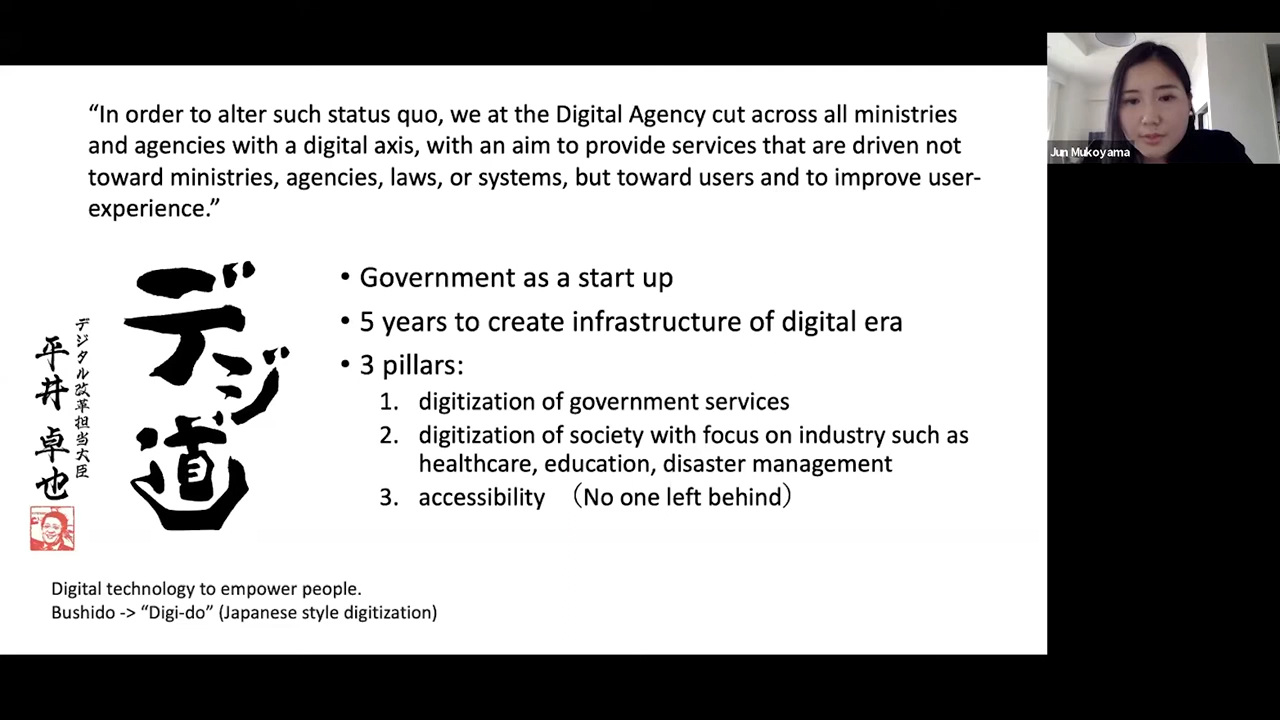 “In order to alter such status quo, we at the Digital Agency cut across all ministries
and agencies with a digital axis, with an aim to provide services that are driven not
toward ministries, agencies, laws, or systems, but toward users and to improve user-
experience.”
Jun Mukoyama
デジ道
デジタル改革担当大臣
平井卓也
• Government as a start up
• 5 years to create infrastructure of digital era
• 3 pillars:
1. digitization of government services
2. digitization of society with focus on industry such as
healthcare, education, disaster management
3. accessibility （No one left behind）
Digital technology to empower people.
Bushido -> “Digi-do” (Japanese style digitization)